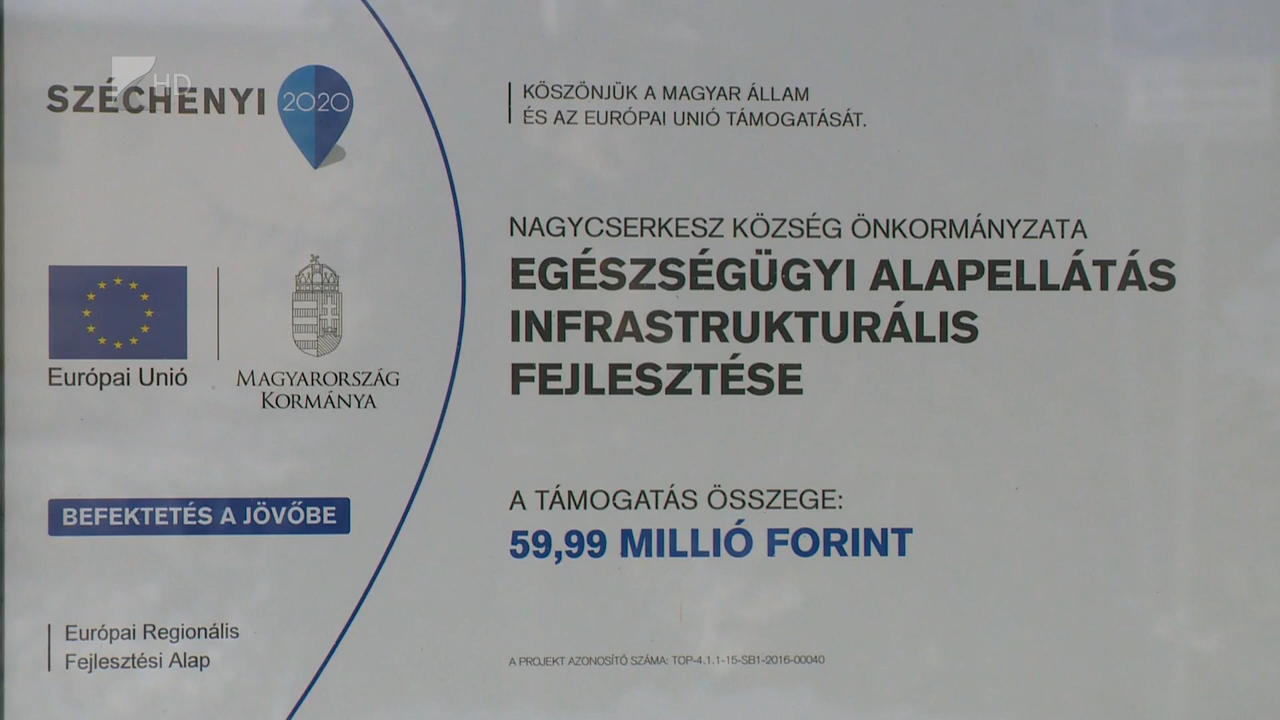 7 HD
SZÉCHENYI 2020
Európai Unió
MAGYARORSZÁG
KORMÁNYA
BEFEKTETÉS A JÖVŐBE
Európai Regionális
Fejlesztési Alap
KÖSZÖNJÜK A MAGYAR ÁLLAM
ÉS AZ EURÓPAI UNIÓ TÁMOGATÁSÁT.
NAGYCSERKESZ KÖZSÉG ÖNKORMÁNYZATA
EGÉSZSÉGÜGYI ALAPELLÁTÁS
INFRASTRUKTURÁLIS
FEJLESZTÉSE
A TÁMOGATÁS ÖSSZEGE:
59,99 MILLIÓ FORINT
A PROJEKT AZONOSÍTÓ SZÁMA: TOP-4.1.1-15-SB1-2016-00040